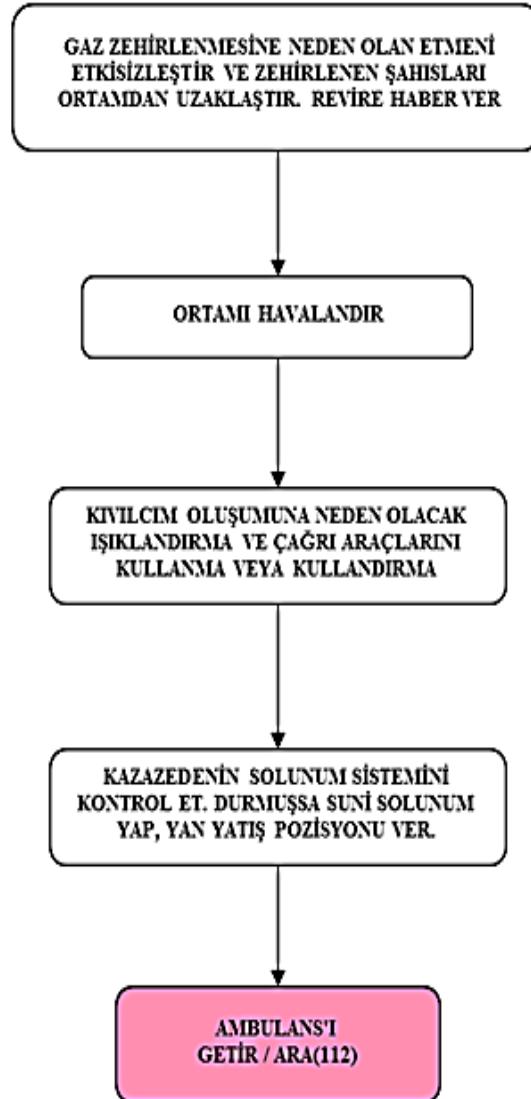 GAZ ZEHİRLENMESİNE NEDEN OLAN ETMENİ
ETKİSİZLEŞTİR VE ZEHİRLENEN ŞAHISLARI
ORTAMDAN UZAKLAŞTIR. REVİRE HABER VER
ORTAMI HAVALANDIR
KIVILCIM OLUŞUMUNA NEDEN OLACAK
IŞIKLANDIRMA VE ÇAĞRI ARAÇLARINI
KULLANMA VEYA KULLANDIRMA
KAZAZEDENİN SOLUNUM SİSTEMİNİ
KONTROL ET. DURMUŞSA SUNİ SOLUNUM
YAP, YAN YATIŞ POZİSYONU VER.
AMBULANS'I
GETİR / ARA(112)